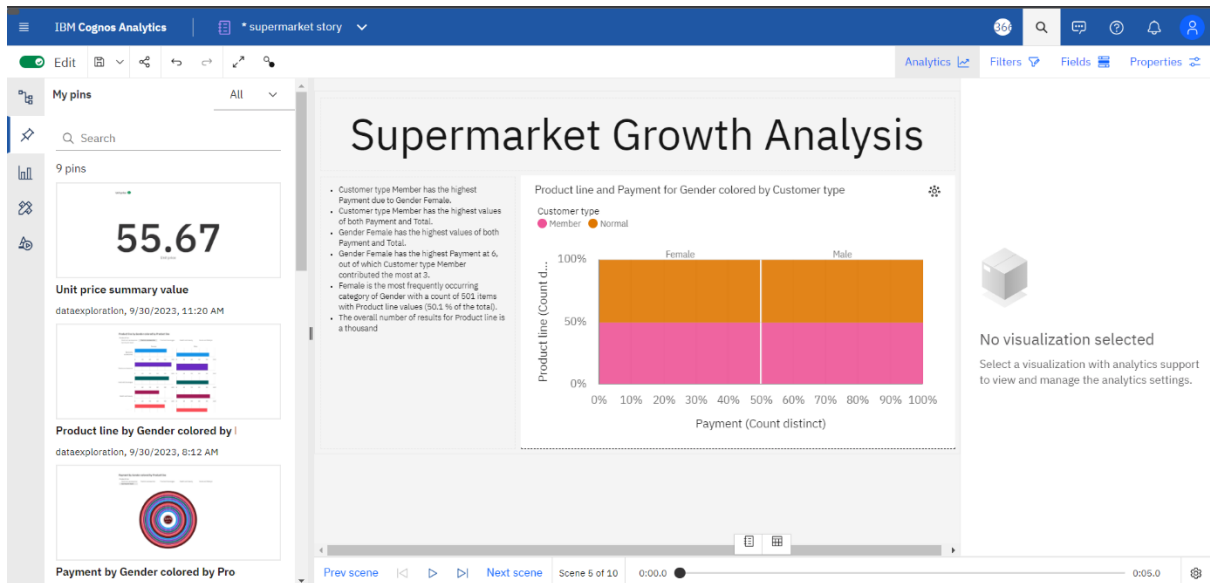 IBM Cognos Analytics
* supermarket story
Edit
Analytics
Filters
Fields
Properties
My pins
All
Search
9 pins
55.67
Unit price summary value
dataexploration, 9/30/2023, 11:20 AM
Product line by Gender colored by
dataexploration, 9/30/2023, 8:12 AM
Payment by Gender colored by Pro
Supermarket Growth Analysis
• Customer type Member has the highest
Payment due to Gender Female.
• Customer type Member has the highest values
of both Payment and Total.
• Gender Female has the highest values of both
Payment and Total.
• Gender Female has the highest Payment at 6,
out of which Customer type Member
contributed the most at 3.
• Female is the most frequently occurring
category of Gender with a count of 501 items
with Product line values (50.1 % of the total).
• The overall number of results for Product line is
a thousand
Product line and Payment for Gender colored by Customer type
Customer type
Member Normal
Female Male
Product line (Count d...
100%
50%
0%
0% 10% 20% 30% 40% 50% 60% 70% 80% 90% 100%
Payment (Count distinct)
No visualization selected
Select a visualization with analytics support
to view and manage the analytics settings.
Prev scene
Next scene
Scene 5 of 10
0:00.0
0:05.0